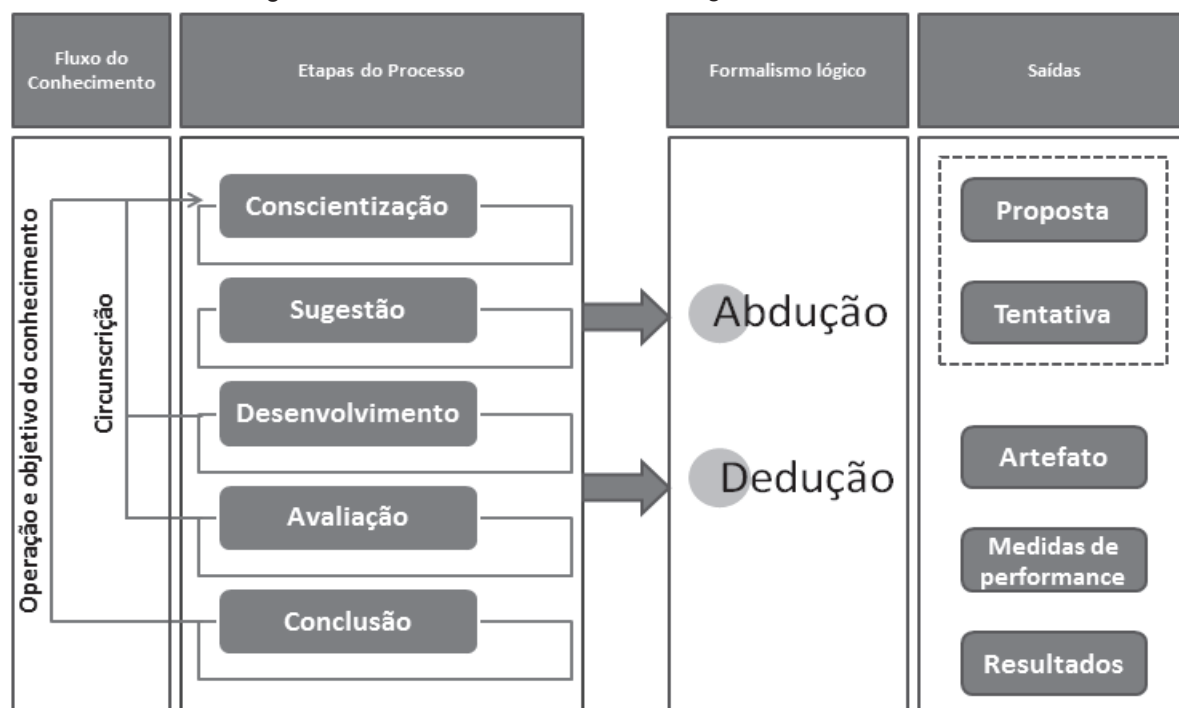 Fluxo do
Conhecimento
Etapas do Processo
Formalismo lógico
Saídas
Operação e objetivo do conhecimento
Circunscrição
Conscientização
Sugestão
Desenvolvimento
Avaliação
Conclusão
Abdução
Dedução
Proposta
Tentativa
Artefato
Medidas de
performance
Resultados